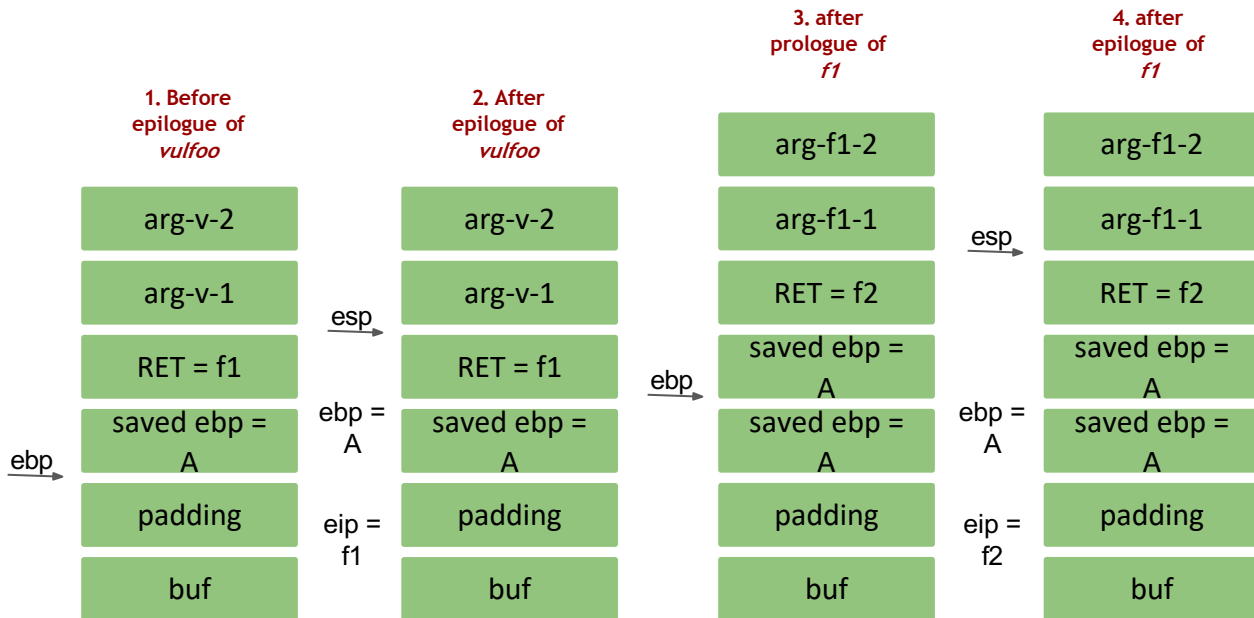 1. Before
epilogue of
vulfoo
arg-v-2
arg-v-1
RET = f1
saved ebp =
A
padding
buf
ebp
2. After
epilogue of
vulfoo
arg-v-2
arg-v-1
RET = f1
saved ebp =
A
padding
buf
esp
ebp =
A
eip =
f1
3. after
prologue of
f1
arg-f1-2
arg-f1-1
RET = f2
saved ebp =
A
saved ebp =
A
padding
buf
ebp
4. after
epilogue of
f1
arg-f1-2
arg-f1-1
RET = f2
saved ebp =
A
saved ebp =
A
padding
buf
esp
ebp =
A
eip =
f2